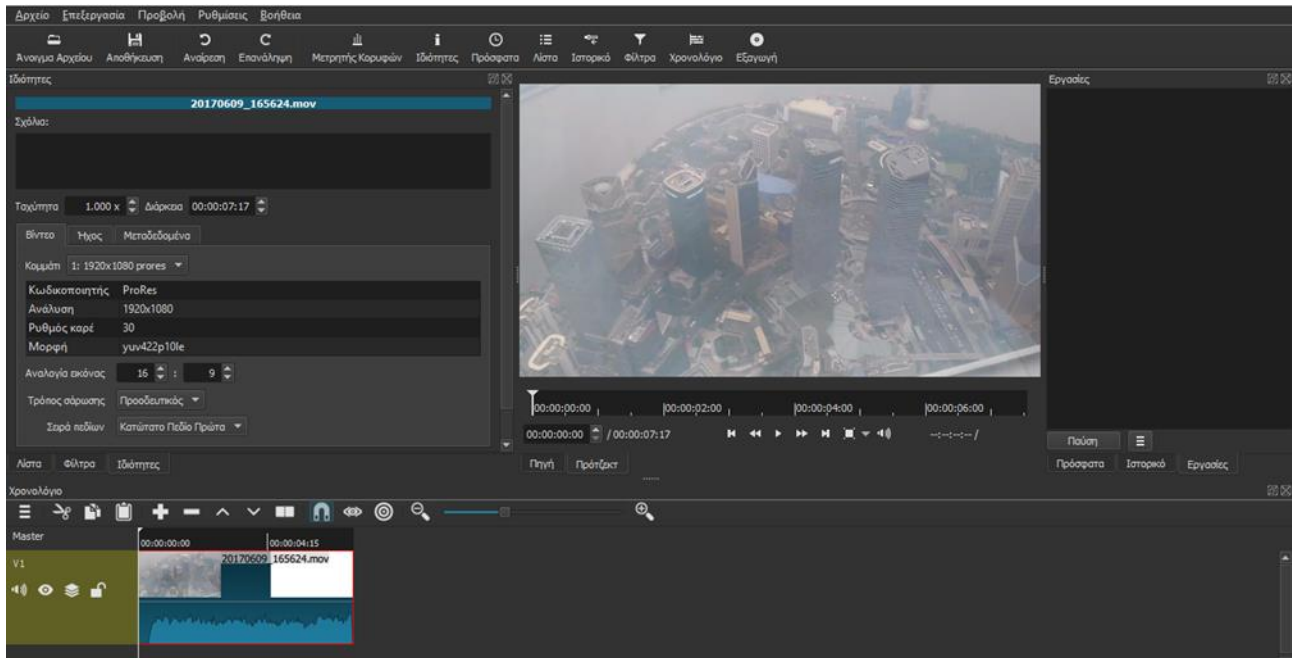 Αρχείο Επεξεργασία Προβολή Ρυθμίσεις Βοήθεια
Άνοιγμα Αρχείου Αποθήκευση Αναίρεση Επανάληψη Μετρητής Κορυφών Ιδιότητες Πρόσφατα Λίστα Ιστορικό Φίλτρα Χρονολόγιο Εξαγωγή
Ιδιότητες
20170609_165624.mov
Σχόλια:
Ταχύτητα 1.000 x Διάρκεια 00:00:07:17
Βίντεο Ήχος Μεταδεδομένα
Κομμάτι 1: 1920x1080 prores
Κωδικοποιητής ProRes
Ανάλυση 1920x1080
Ρυθμός καρέ 30
Μορφή yuv422p10le
Αναλογία εικόνας 16 : 9
Τρόπος σάρωσης Προοδευτικός
Σειρά πεδίων Κατώτατο Πεδίο Πρώτα
Λίστα Φίλτρα Ιδιότητες
00:00:00:00 00:00:02:00 00:00:04:00 00:00:06:00
00:00:00:00 / 00:00:07:17 --:--:--:-- /
Πηγή Πρότζεκτ
Εργασίες
Παύση
Πρόσφατα Ιστορικό Εργασίες
Χρονολόγιο
Master 00:00:00:00 00:00:04:15
V1 20170609_165624.mov